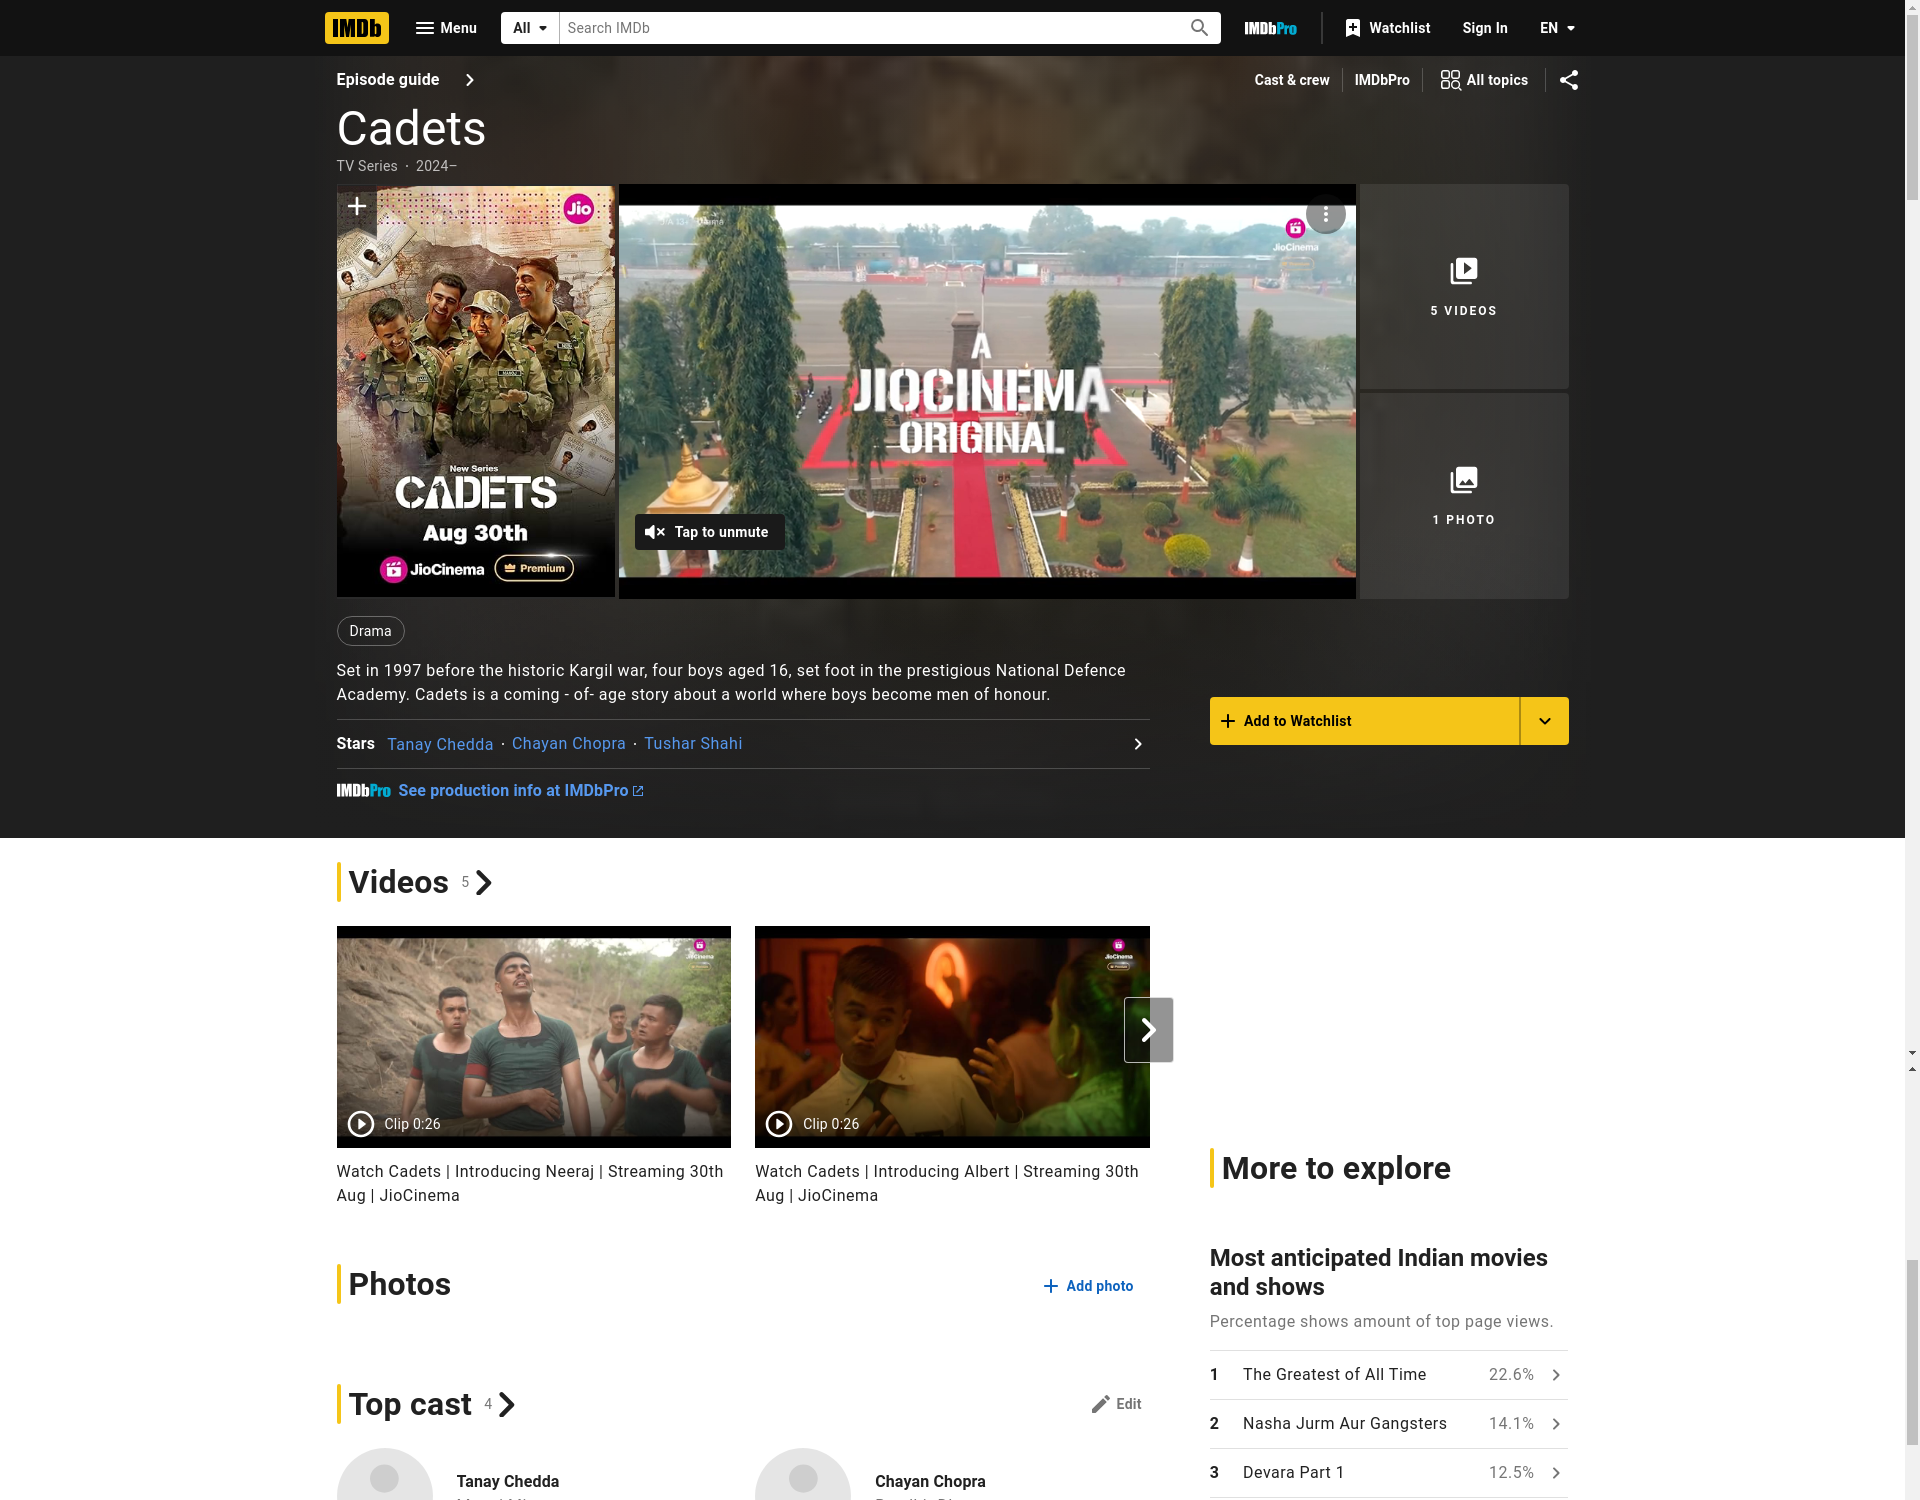 IMDb
Menu
All
Search IMDb
IMDbPro
Watchlist
Sign In
EN
Episode guide
Cast & crew
IMDbPro
All topics
Cadets
TV Series · 2024–
Jio
New Series
CADETS
Aug 30th
JioCinema
Premium
JioCinema
A
JIOCINEMA
ORIGINAL
Tap to unmute
5 VIDEOS
1 PHOTO
Drama
Set in 1997 before the historic Kargil war, four boys aged 16, set foot in the prestigious National Defence
Academy. Cadets is a coming - of- age story about a world where boys become men of honour.
Add to Watchlist
Stars Tanay Chedda · Chayan Chopra · Tushar Shahi
IMDbPro See production info at IMDbPro
Videos 5
JioCinema
Clip 0:26
JioCinema
Clip 0:26
Watch Cadets | Introducing Neeraj | Streaming 30th
Aug | JioCinema
Watch Cadets | Introducing Albert | Streaming 30th
Aug | JioCinema
Photos
Add photo
Top cast 4
Edit
Tanay Chedda
Chayan Chopra
More to explore
Most anticipated Indian movies
and shows
Percentage shows amount of top page views.
1 The Greatest of All Time 22.6%
2 Nasha Jurm Aur Gangsters 14.1%
3 Devara Part 1 12.5%